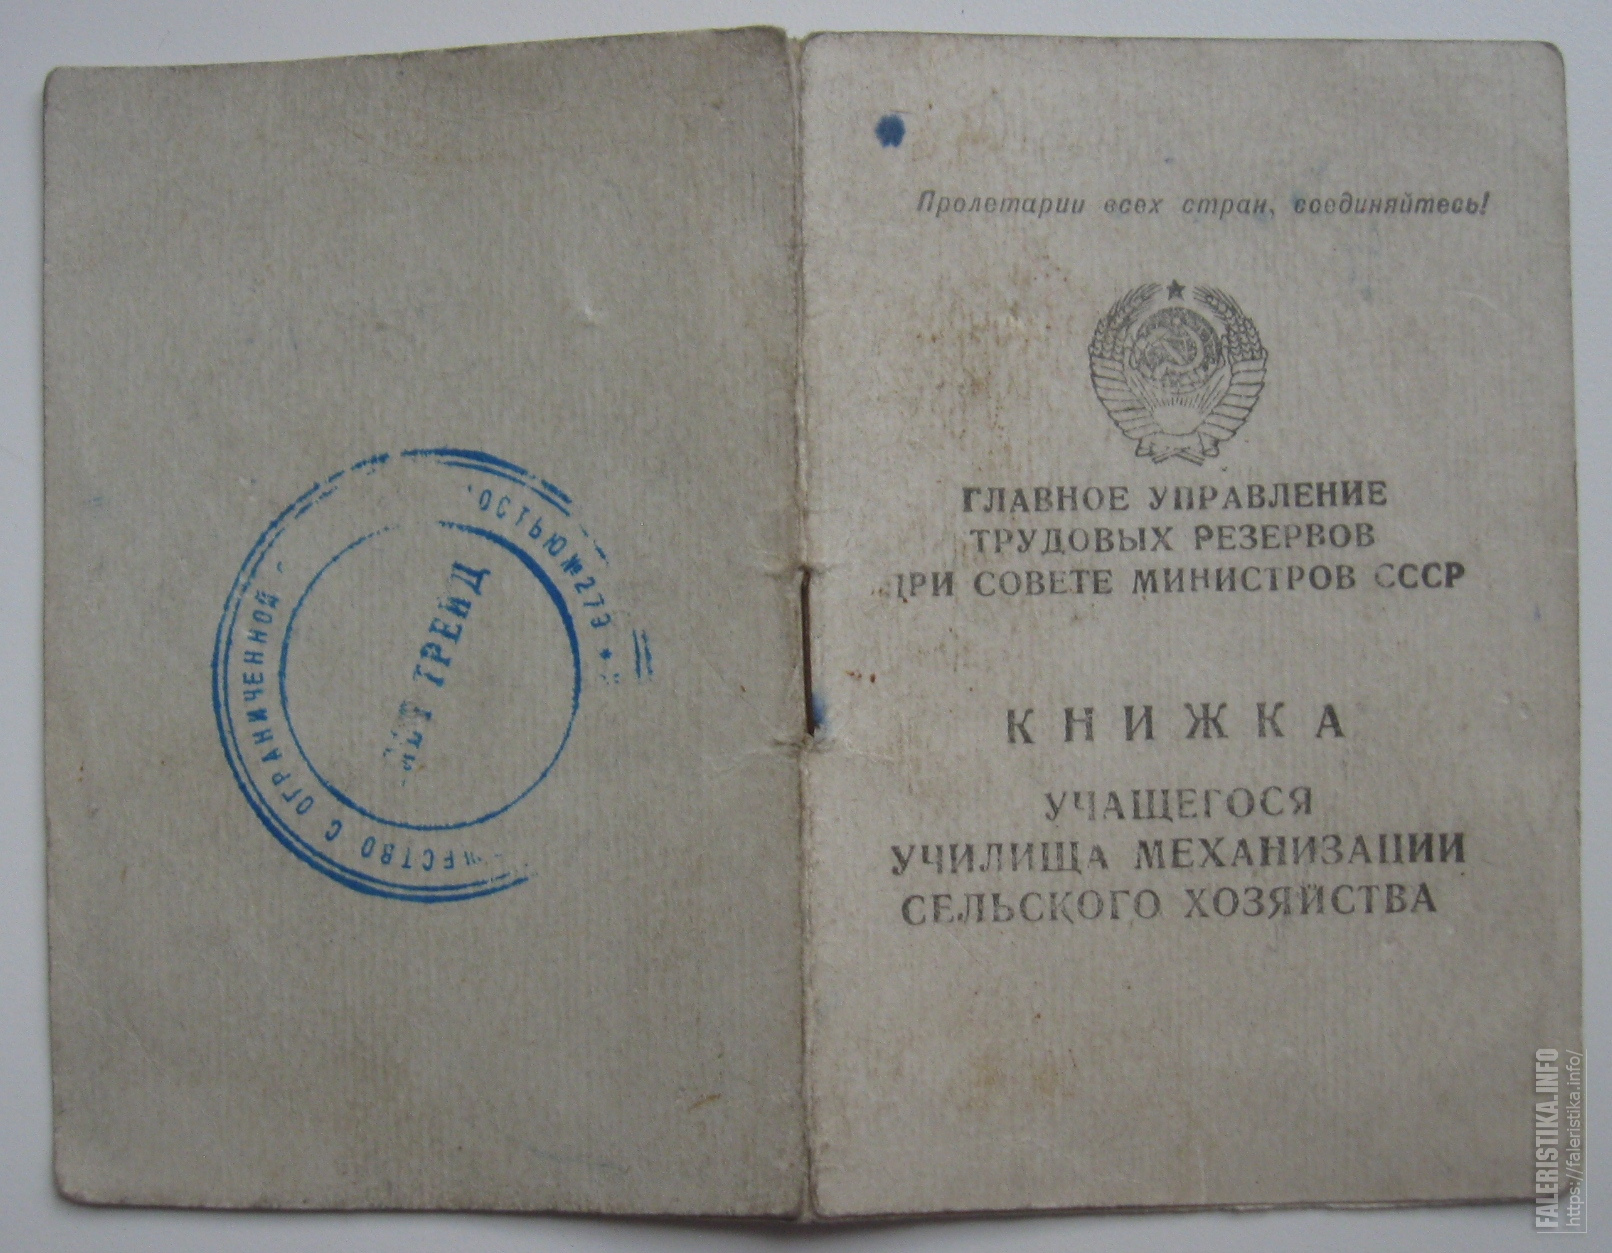 Пролетарии всех стран, соединяйтесь!
ГЛАВНОЕ УПРАВЛЕНИЕ
ТРУДОВЫХ РЕЗЕРВОВ
ПРИ СОВЕТЕ МИНИСТРОВ СССР
КНИЖКА
УЧАЩЕГОСЯ
УЧИЛИЩА МЕХАНИЗАЦИИ
СЕЛЬСКОГО ХОЗЯЙСТВА
С ОГРАНИЧЕННОЙ
ТРЕЙД
FALERISTIKA.INFO
https://faleristika.info/